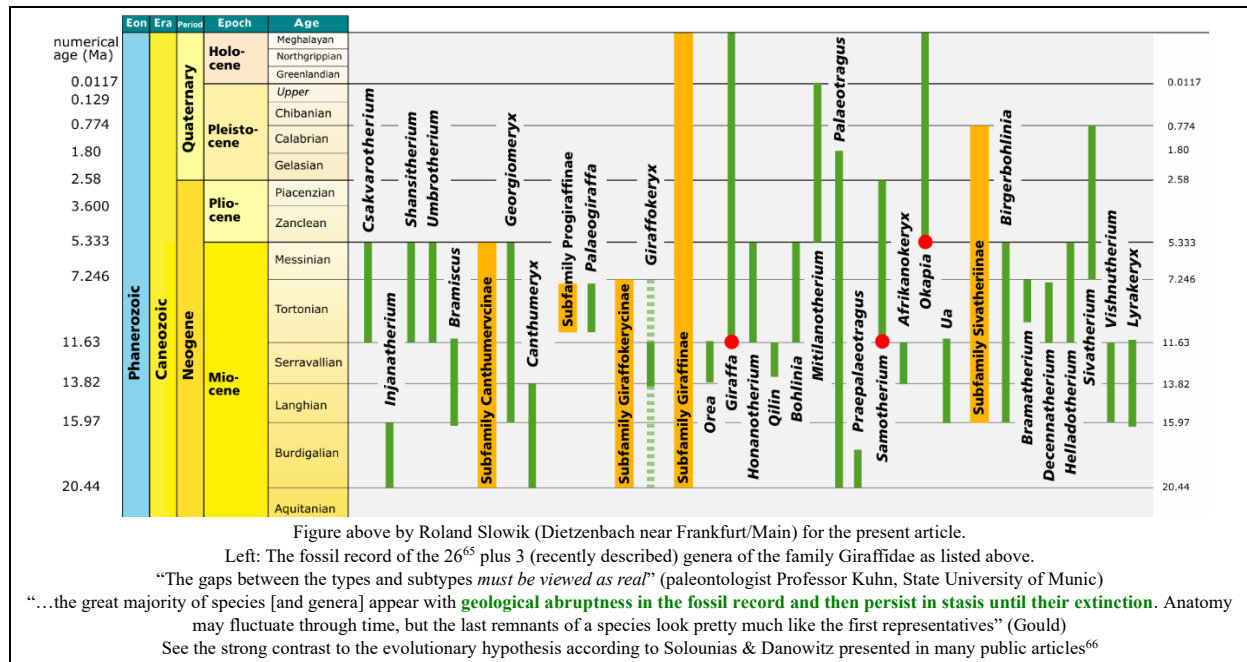 Eon Era Period Epoch Age
numerical
age (Ma)
0.0117
0.129
0.774
1.80
2.58
3.600
5.333
7.246
11.63
13.82
15.97
20.44
Phanerozoic
Caneozoic
Quaternary
Neogene
Holo-
cene
Pleisto-
cene
Plio-
cene
Mio-
cene
Meghalayan
Northgrippian
Greenlandian
Upper
Chibanian
Calabrian
Gelasian
Piacenzian
Zanclean
Messinian
Tortonian
Serravallian
Langhian
Burdigalian
Aquitanian
Csakvarotherium
Injanatherium
Shansitherium
Umbrotherium
Bramiscus
Subfamily Canthumervcinae
Georgiomeryx
Canthumeryx
Subfamily Progiraffinae
Palaeogiraffa
Subfamily Giraffokerycinae
Giraffokeryx
Subfamily Giraffinae
Orea
Giraffa
Honanotherium
Qilin
Bohlinia
Mitilanotherium
Palaeotragus
Praepalaeotragus
Samotherium
Afrikanokeryx
Okapia
Ua
Subfamily Sivatheriinae
Birgerbohlinia
Bramatherium
Decennatherium
Helladotherium
Sivatherium
Vishnutherium
Lyrakeryx
0.0117
0.774
1.80
2.58
5.333
7.246
11.63
13.82
15.97
20.44
Figure above by Roland Slowik (Dietzenbach near Frankfurt/Main) for the present article.
Left: The fossil record of the 26⁶⁵ plus 3 (recently described) genera of the family Giraffidae as listed above.
“The gaps between the types and subtypes must be viewed as real” (paleontologist Professor Kuhn, State University of Munic)
“…the great majority of species [and genera] appear with geological abruptness in the fossil record and then persist in stasis until their extinction. Anatomy
may fluctuate through time, but the last remnants of a species look pretty much like the first representatives” (Gould)
See the strong contrast to the evolutionary hypothesis according to Solounias & Danowitz presented in many public articles⁶⁶